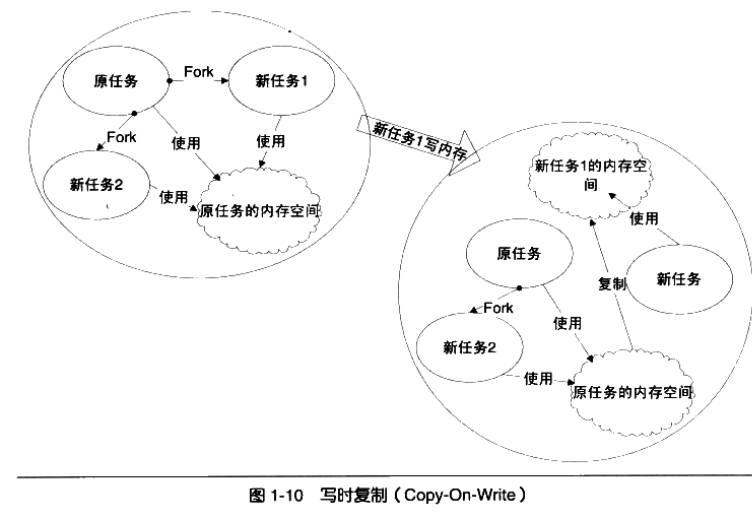 原任务
Fork
新任务1
Fork
使用
使用
新任务2
使用
原任务的内存空间
新任务1写内存
新任务1的内存空
间
使用
原任务
复制
新任务
Fork
使用
新任务2
使用
原任务的内存空间
图 1-10 写时复制（Copy-On-Write）